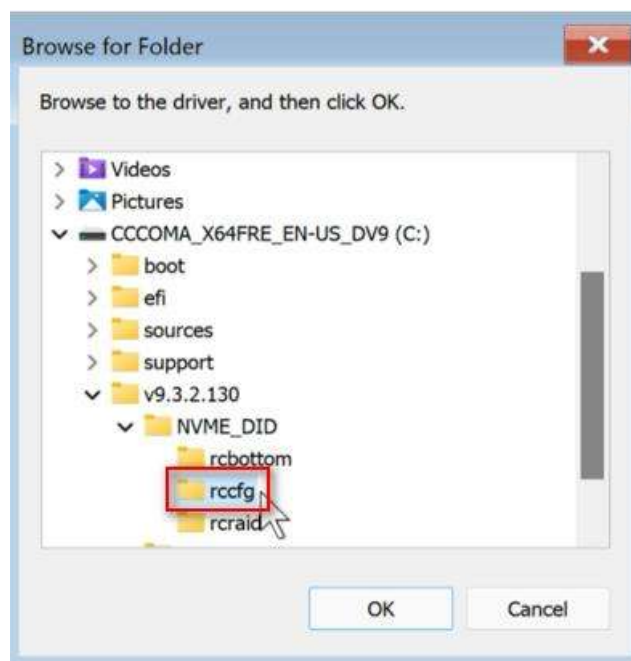 Browse for Folder
Browse to the driver, and then click OK.
Videos
Pictures
CCCOMA_X64FRE_EN-US_DV9 (C:)
boot
efi
sources
support
v9.3.2.130
NVME_DID
rcbottom
rccfg
rcraid
OK
Cancel